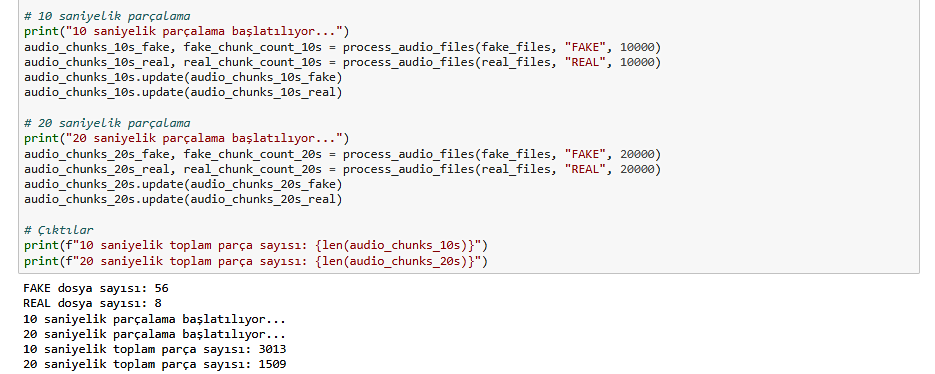 # 10 saniyelik parçalama
print("10 saniyelik parçalama başlatılıyor...")
audio_chunks_10s_fake, fake_chunk_count_10s = process_audio_files(fake_files, "FAKE", 10000)
audio_chunks_10s_real, real_chunk_count_10s = process_audio_files(real_files, "REAL", 10000)
audio_chunks_10s.update(audio_chunks_10s_fake)
audio_chunks_10s.update(audio_chunks_10s_real)
# 20 saniyelik parçalama
print("20 saniyelik parçalama başlatılıyor...")
audio_chunks_20s_fake, fake_chunk_count_20s = process_audio_files(fake_files, "FAKE", 20000)
audio_chunks_20s_real, real_chunk_count_20s = process_audio_files(real_files, "REAL", 20000)
audio_chunks_20s.update(audio_chunks_20s_fake)
audio_chunks_20s.update(audio_chunks_20s_real)
# Çıktılar
print(f"10 saniyelik toplam parça sayısı: {len(audio_chunks_10s)}")
print(f"20 saniyelik toplam parça sayısı: {len(audio_chunks_20s)}")
FAKE dosya sayısı: 56
REAL dosya sayısı: 8
10 saniyelik parçalama başlatılıyor...
20 saniyelik parçalama başlatılıyor...
10 saniyelik toplam parça sayısı: 3013
20 saniyelik toplam parça sayısı: 1509